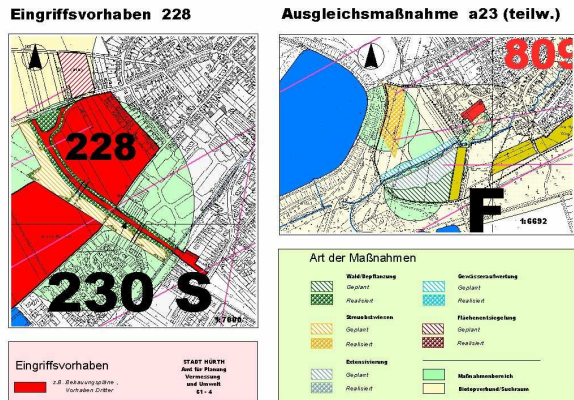 Eingriffsvorhaben 228
Ausgleichsmaßnahme a23 (teilw.)
228
230 S
1:7000
809
F
1:6692
Art der Maßnahmen
Wald/Bepflanzung
Geplant
Realisiert
Streuobstwiesen
Geplant
Realisiert
Extensivierung
Geplant
Realisiert
Gewässeraufwertung
Geplant
Realisiert
Flächenentsiegelung
Geplant
Realisiert
Maßnahmenbereich
Biotopverbund/Suchraum
Eingriffsvorhaben
z.B. Bebauungspläne,
Vorhaben Dritter
STADT HÜRTH
Amt für Planung
Vermessung
und Umwelt
61 - 4